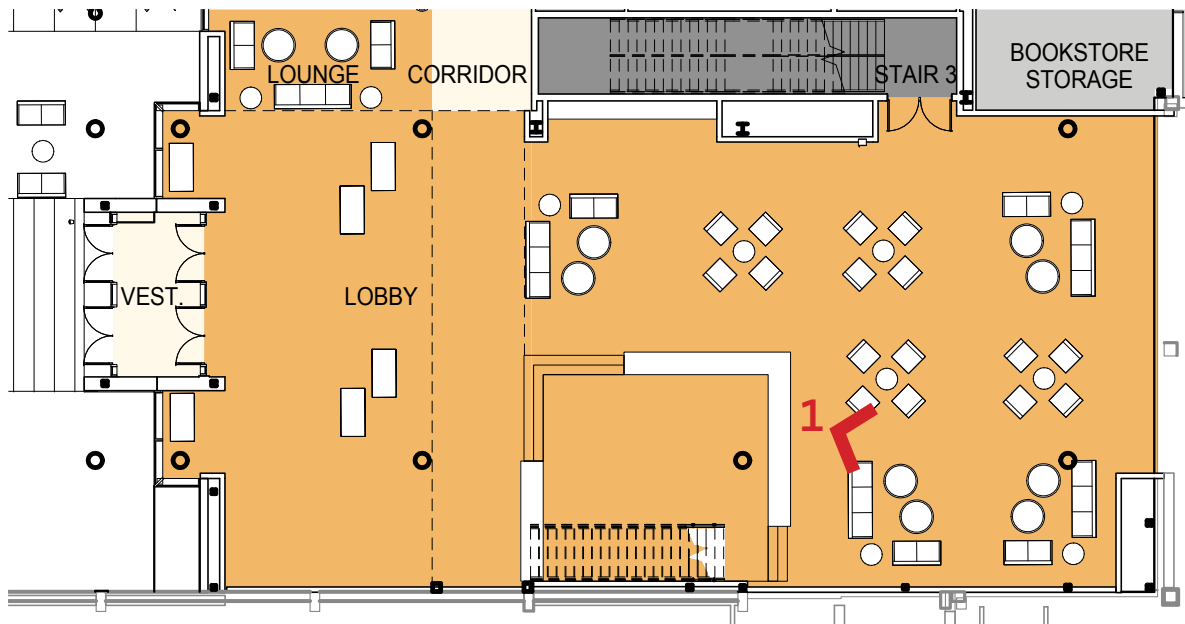 LOUNGE
CORRIDOR
STAIR 3
BOOKSTORE
STORAGE
VEST.
LOBBY
1